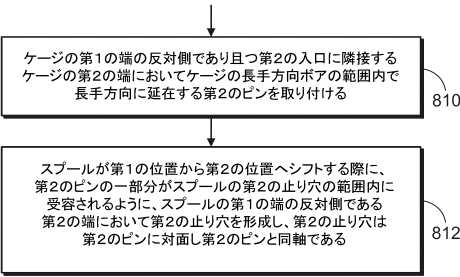 ケージの第1の端の反対側であり且つ第2の入口に隣接する
ケージの第2の端においてケージの長手方向ボアの範囲内で
長手方向に延在する第2のピンを取り付ける
810
スプールが第1の位置から第2の位置へシフトする際に、
第2のピンの一部分がスプールの第2の止り穴の範囲内に
受容されるように、スプールの第1の端の反対側である
第2の端において第2の止り穴を形成し、第2の止り穴は
第2のピンに対面し第2のピンと同軸である
812